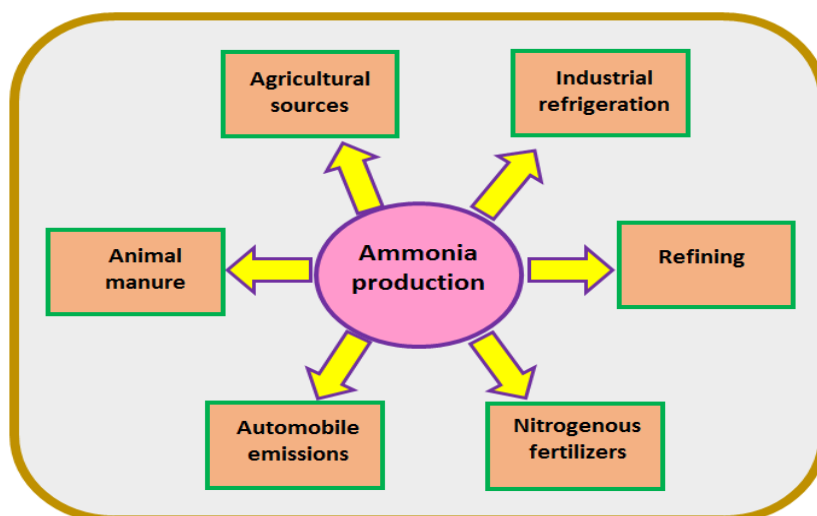 Agricultural
sources
Industrial
refrigeration
Animal
manure
Ammonia
production
Refining
Automobile
emissions
Nitrogenous
fertilizers